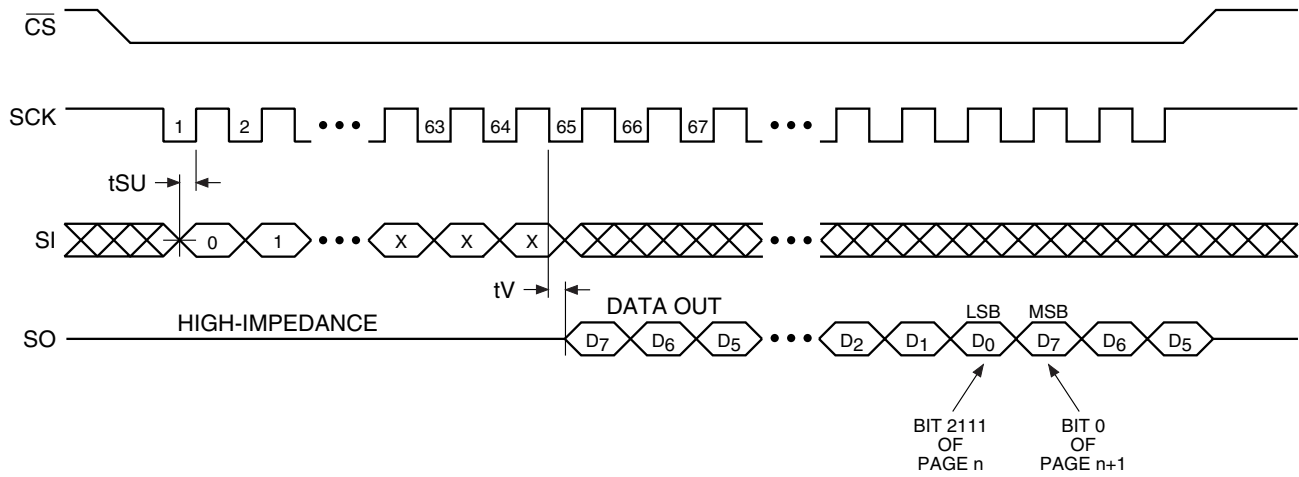 CS
SCK
1 2 63 64 65 66 67
tSU
SI
0 1 X X X
tV
DATA OUT
HIGH-IMPEDANCE
LSB MSB
SO
D7 D6 D5 D2 D1 D0 D7 D6 D5
BIT 2111
OF
PAGE n
BIT 0
OF
PAGE n+1